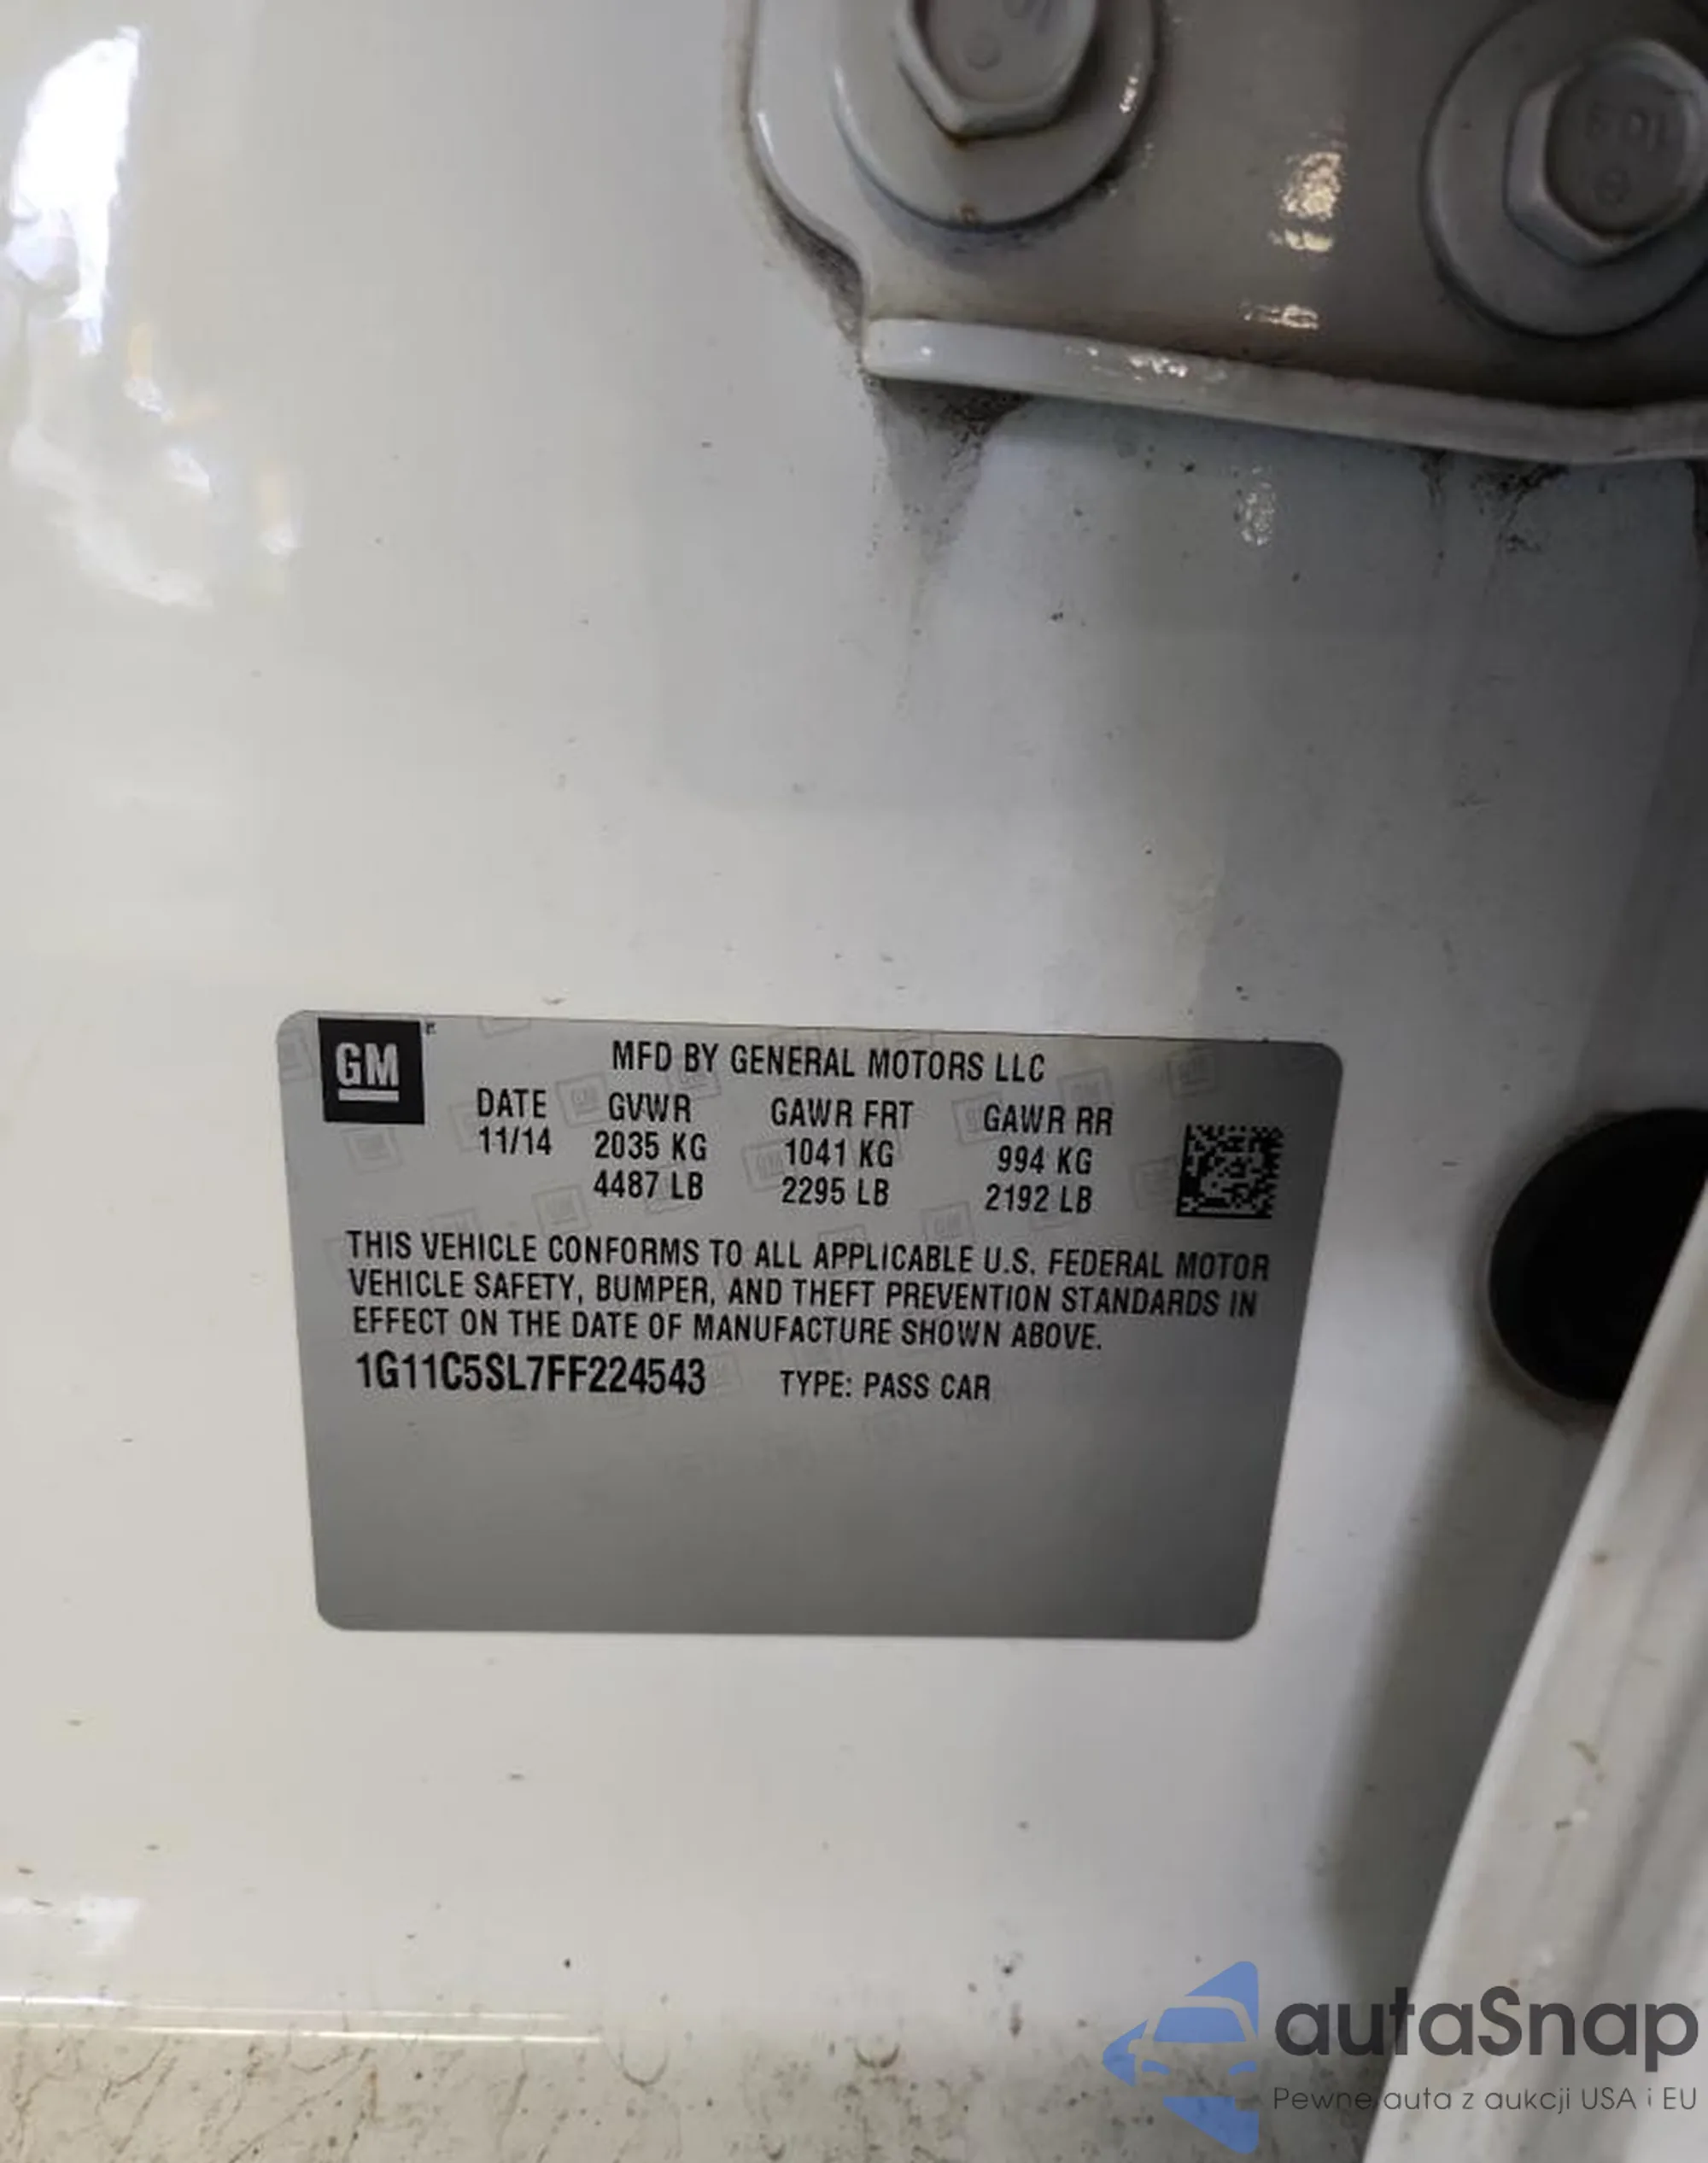 GM
MFD BY GENERAL MOTORS LLC
DATE GVWR GAWR FRT GAWR RR
11/14 2035 KG 1041 KG 994 KG
4487 LB 2295 LB 2192 LB
THIS VEHICLE CONFORMS TO ALL APPLICABLE U.S. FEDERAL MOTOR
VEHICLE SAFETY, BUMPER, AND THEFT PREVENTION STANDARDS IN
EFFECT ON THE DATE OF MANUFACTURE SHOWN ABOVE.
1G11C5SL7FF224543 TYPE: PASS CAR
autaSnap
Pewne auta z aukcji USA i EU